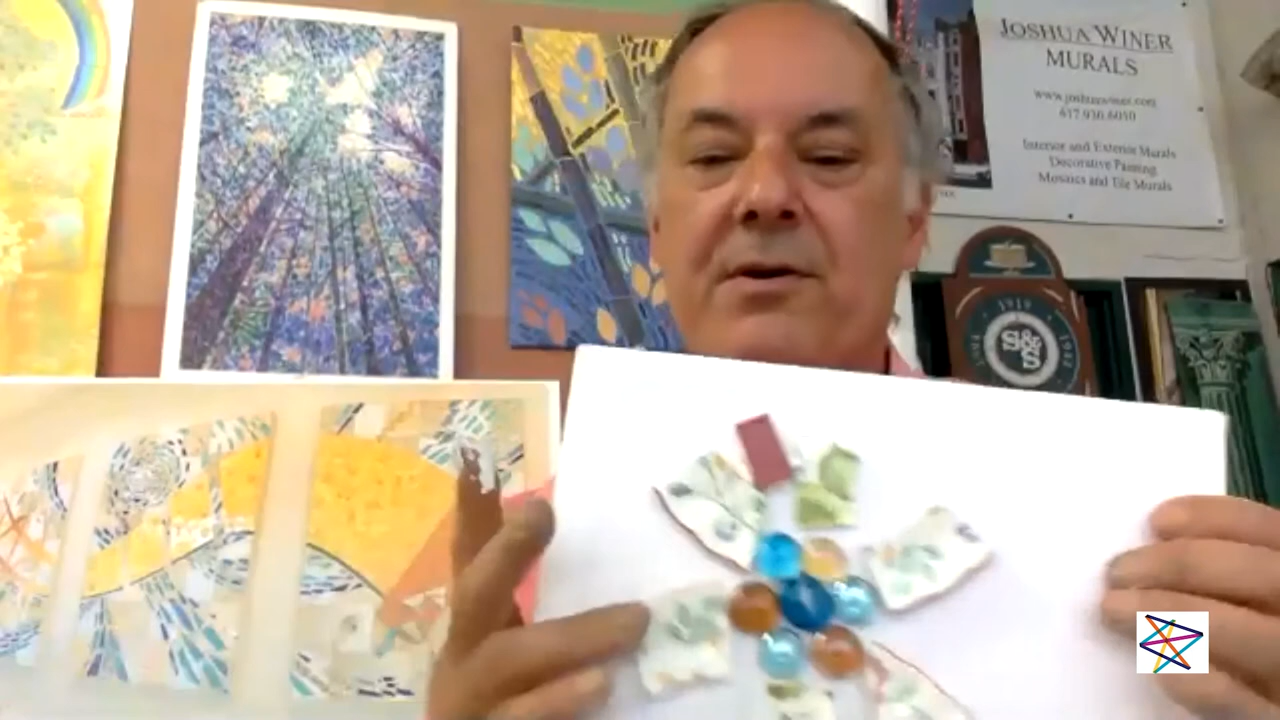 JOSHUA WINER
MURALS
www.joshuawiner.com
617.930.6050
Interior and Exterior Murals
Decorative Painting
Mosaics and Tile Murals
1919
S&S